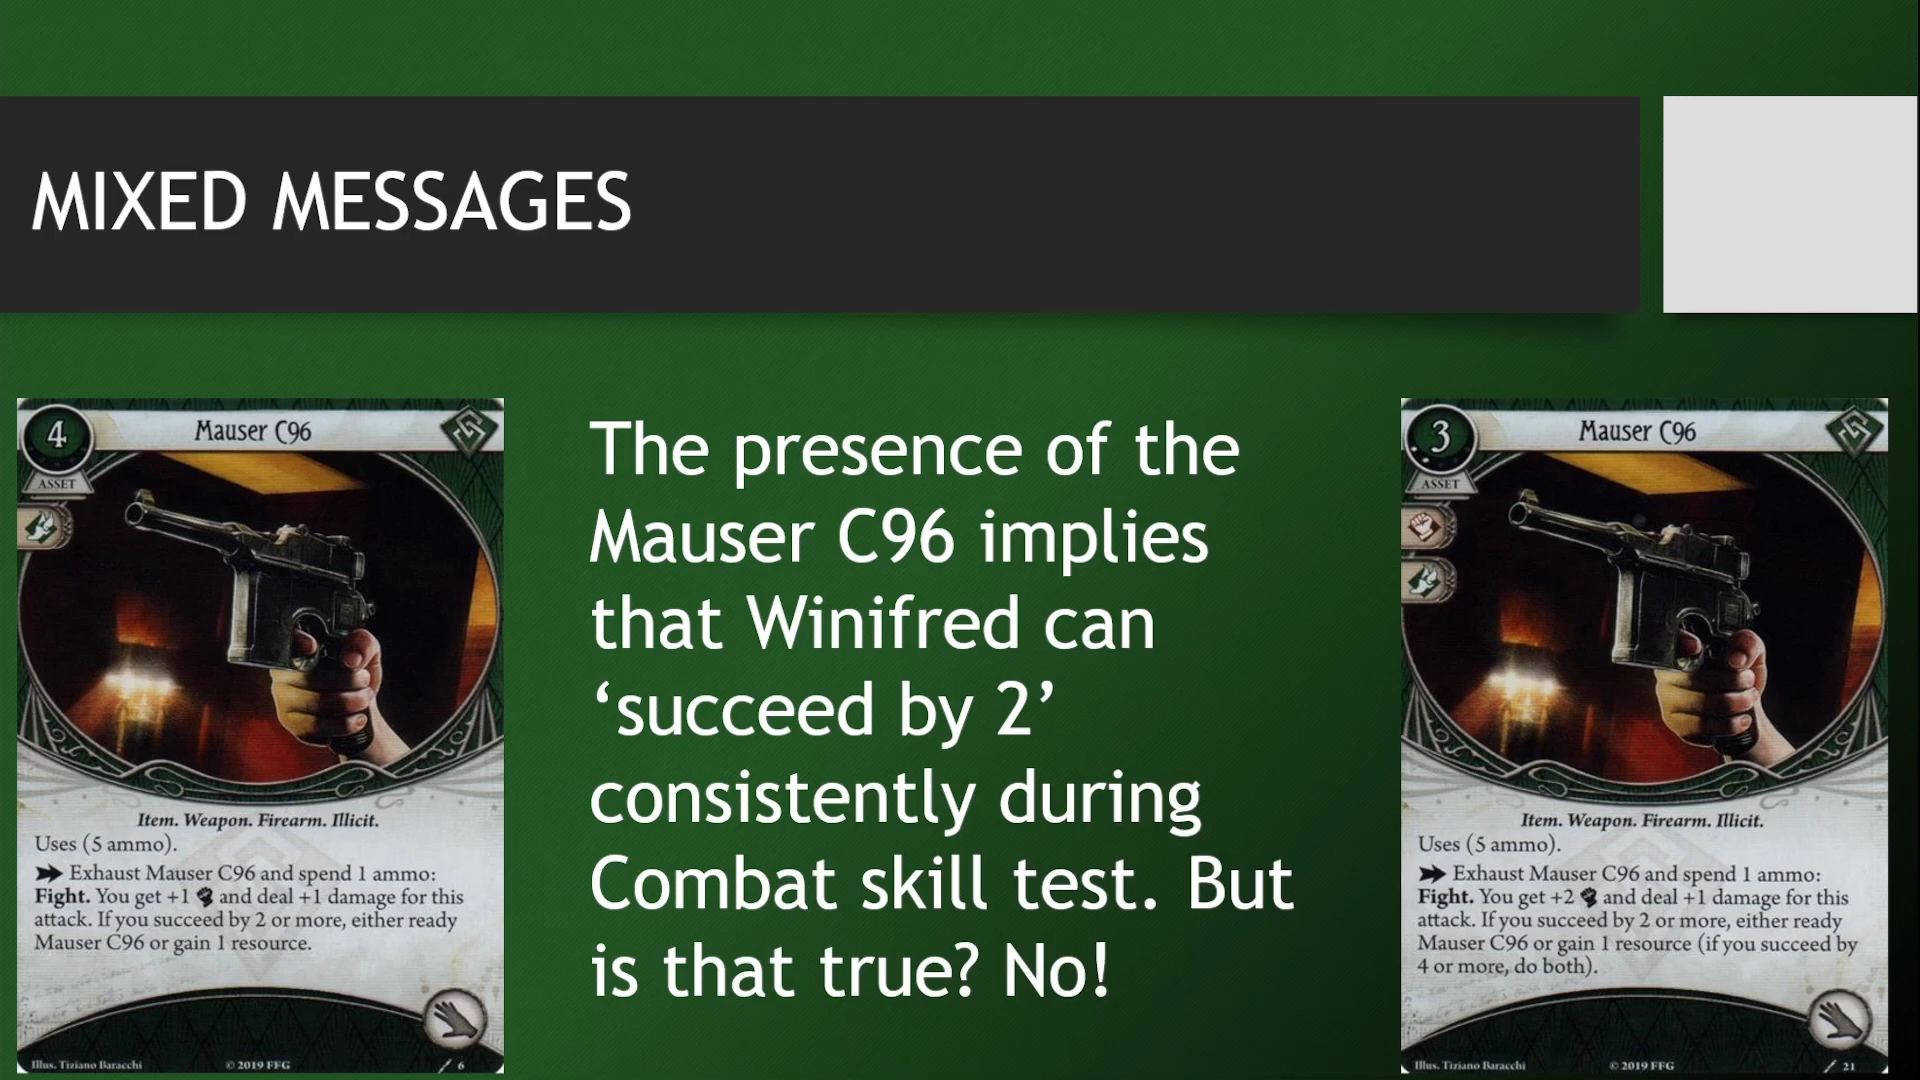 MIXED MESSAGES
4
Mauser C96
ASSET
Item. Weapon. Firearm. Illicit.
Uses (5 ammo).
Exhaust Mauser C96 and spend 1 ammo:
Fight. You get +1 and deal +1 damage for this
attack. If you succeed by 2 or more, either ready
Mauser C96 or gain 1 resource.
Illus. Tiziano Baracchi © 2019 FFG 6
The presence of the
Mauser C96 implies
that Winifred can
‘succeed by 2’
consistently during
Combat skill test. But
is that true? No!
3
Mauser C96
ASSET
Item. Weapon. Firearm. Illicit.
Uses (5 ammo).
Exhaust Mauser C96 and spend 1 ammo:
Fight. You get +2 and deal +1 damage for this
attack. If you succeed by 2 or more, either ready
Mauser C96 or gain 1 resource (if you succeed by
4 or more, do both).
Illus. Tiziano Baracchi © 2019 FFG 21